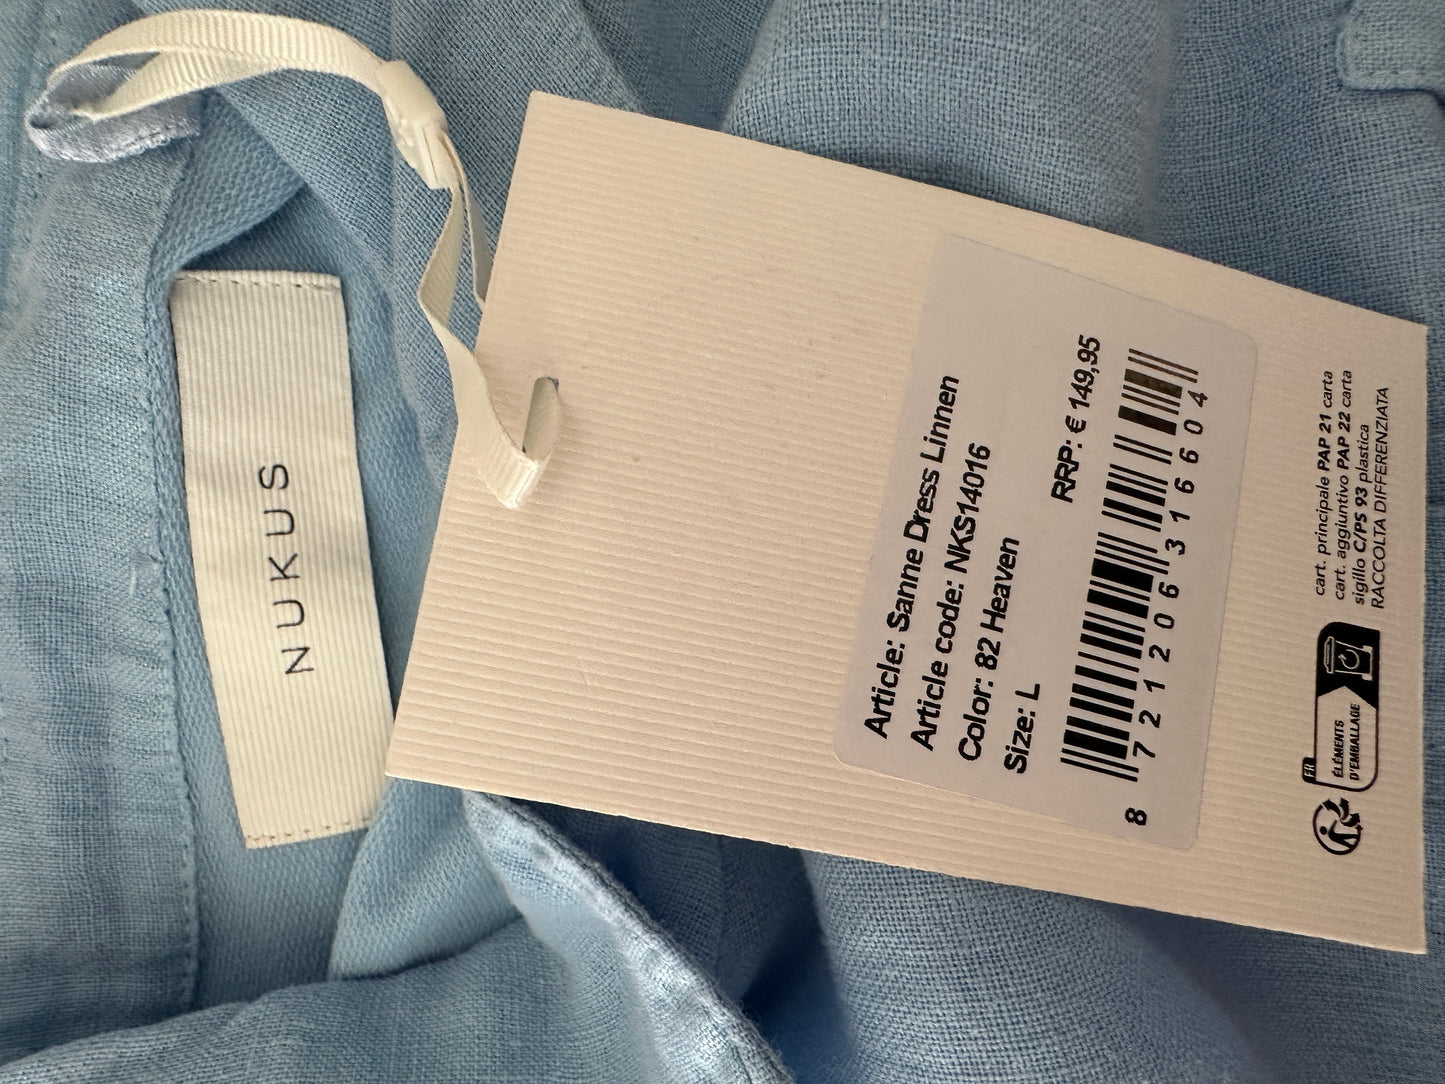 NUKUS
Article: Sanne Dress Linnen
Article code: NKS14016
Color: 82 Heaven
Size: L
RRP: € 149,95
8 721206 316604
FR
ÉLÉMENTS
D'EMBALLAGE
cart. principale PAP 21 carta
cart. aggiuntivo PAP 22 carta
sigillo C/PS 93 plastica
RACCOLTA DIFFERENZIATA